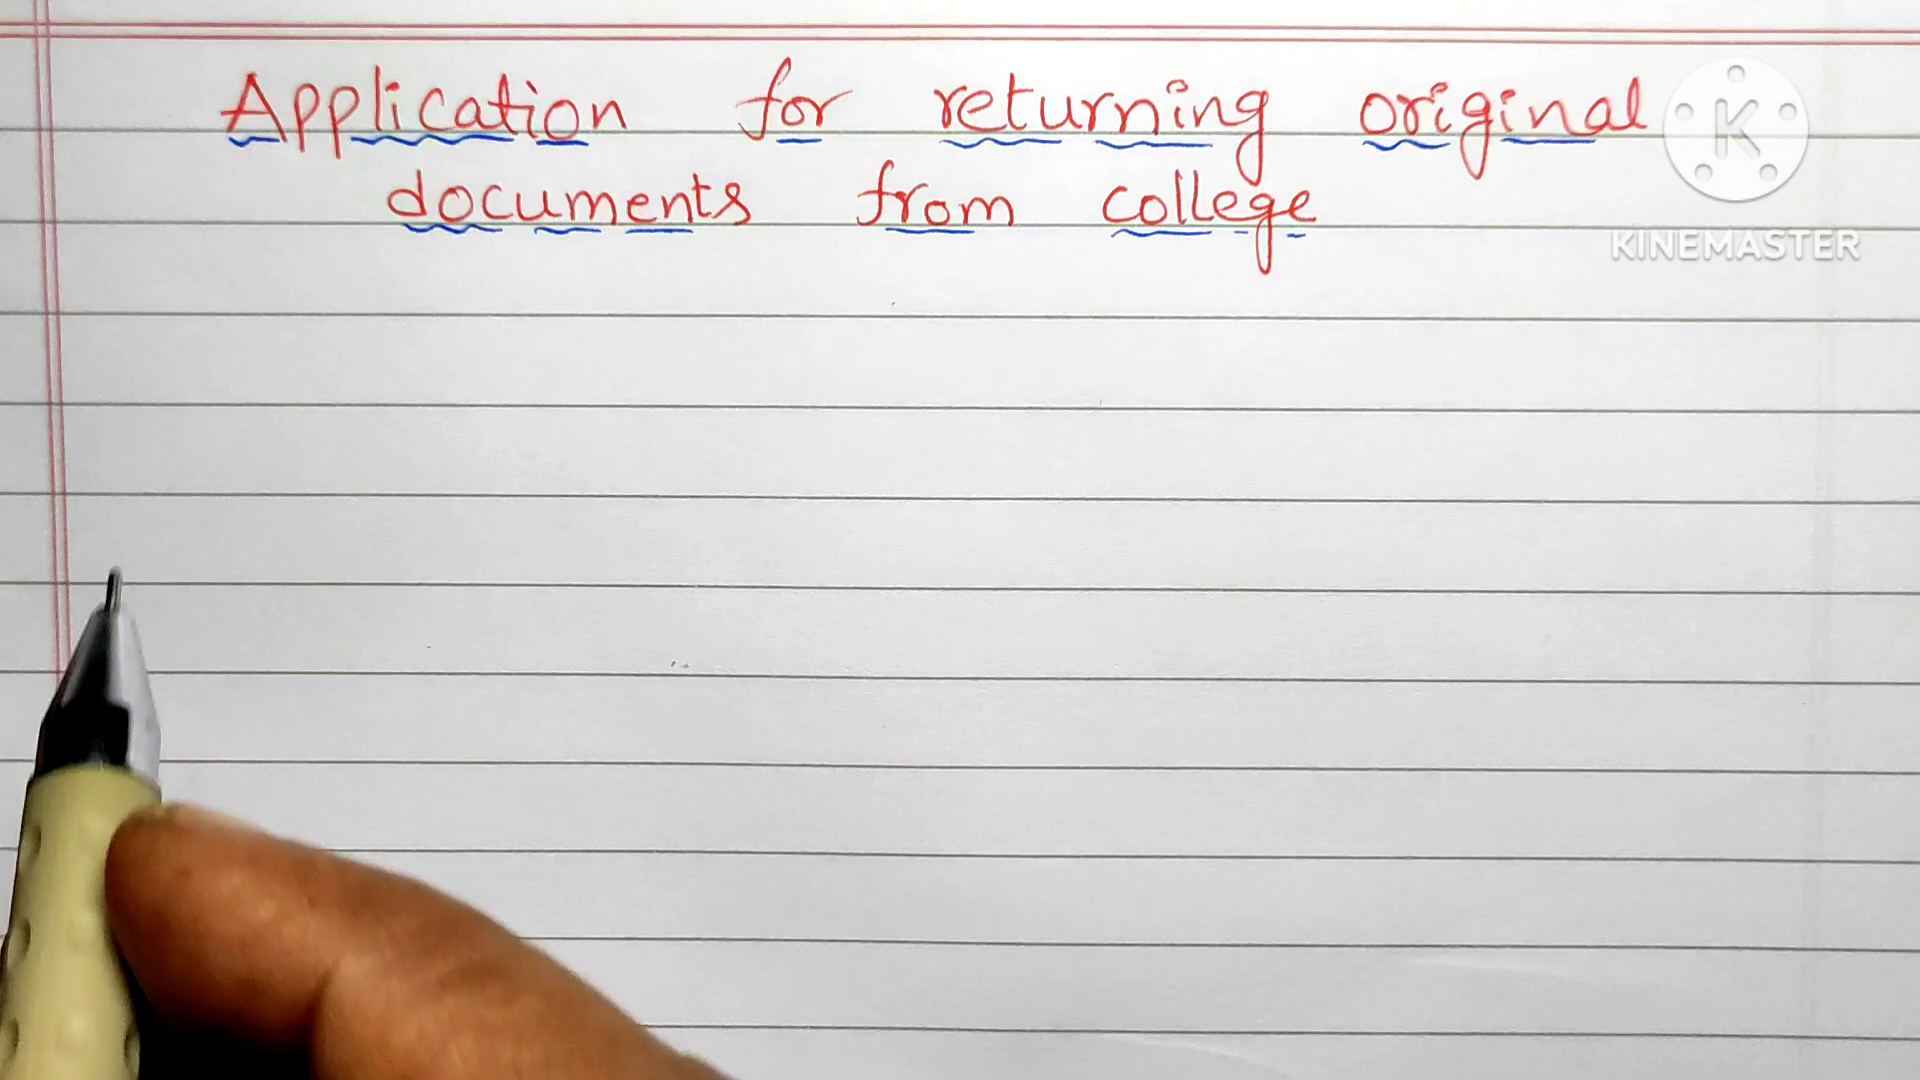 Application for returning original
documents from college
K
KINEMASTER